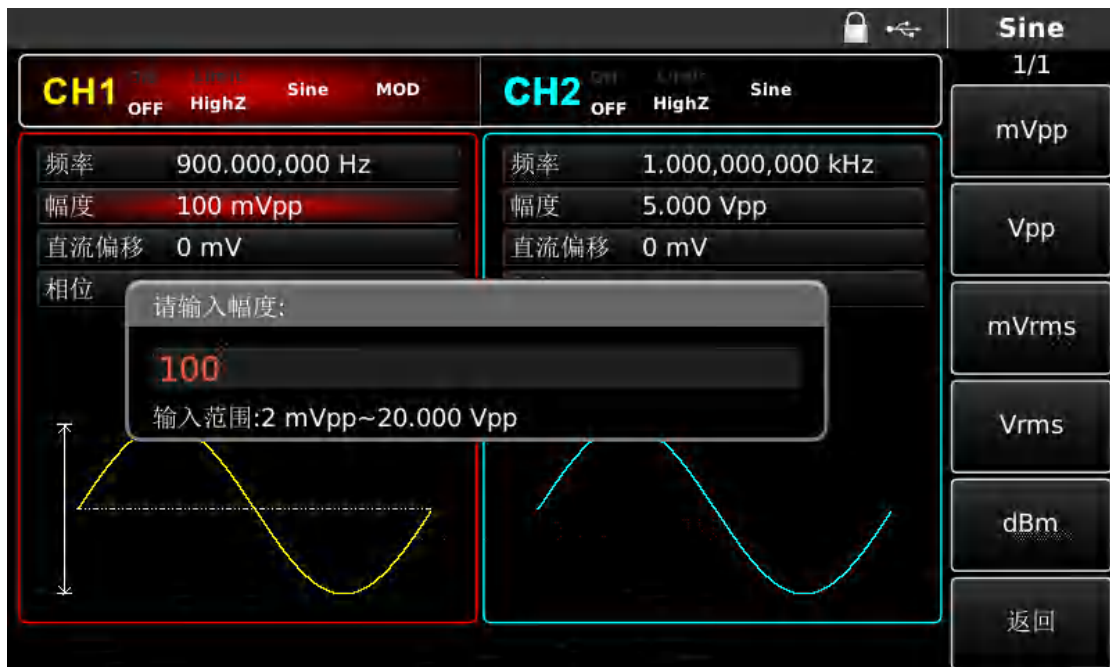 Sine
1/1
CH1 OFF HighZ Sine MOD
CH2 OFF HighZ Sine
频率 900.000,000 Hz
幅度 100 mVpp
直流偏移 0 mV
相位
频率 1.000,000,000 kHz
幅度 5.000 Vpp
直流偏移 0 mV
请输入幅度:
100
输入范围:2 mVpp~20.000 Vpp
mVpp
Vpp
mVrms
Vrms
dBm
返回